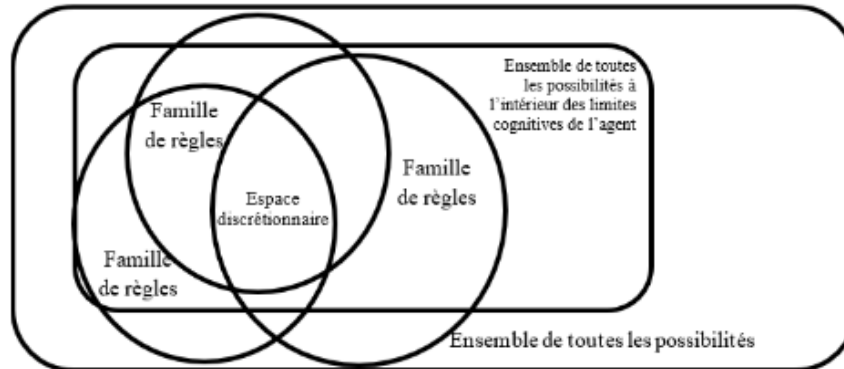 Ensemble de toutes
les possibilités à
l'intérieur des limites
cognitives de l'agent
Famille
de règles
Famille
de règles
Espace
discrétionnaire
Famille
de règles
Ensemble de toutes les possibilités